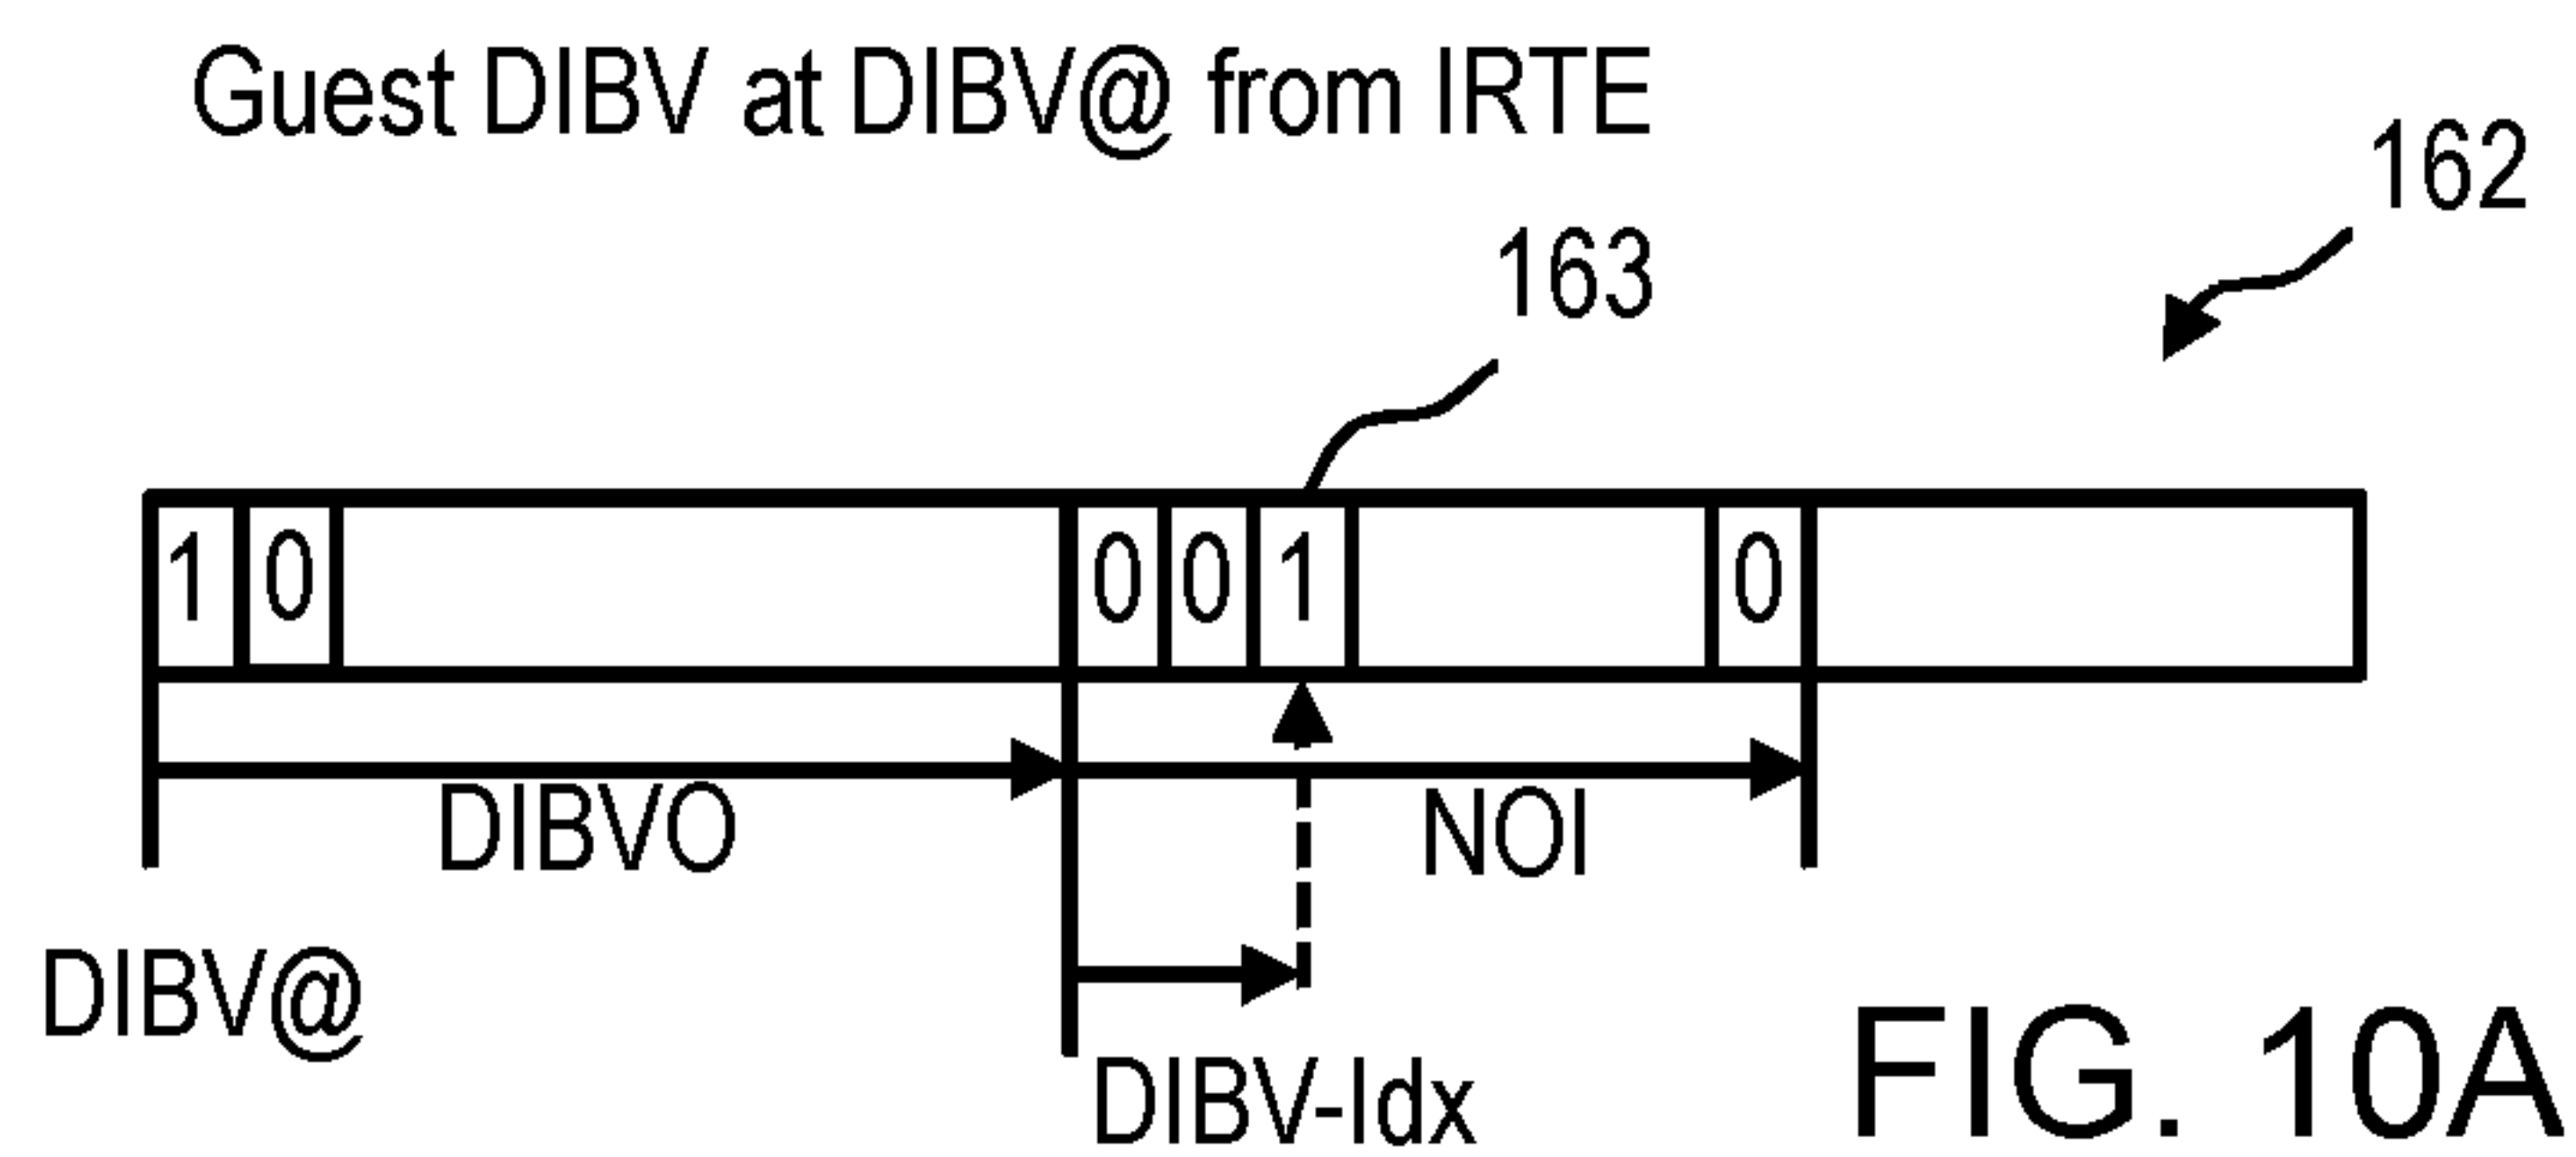 Guest DIBV at DIBV@ from IRTE
162
163
1 0 0 0 1 0
DIBVO NOI
DIBV@
DIBV-Idx
FIG. 10A